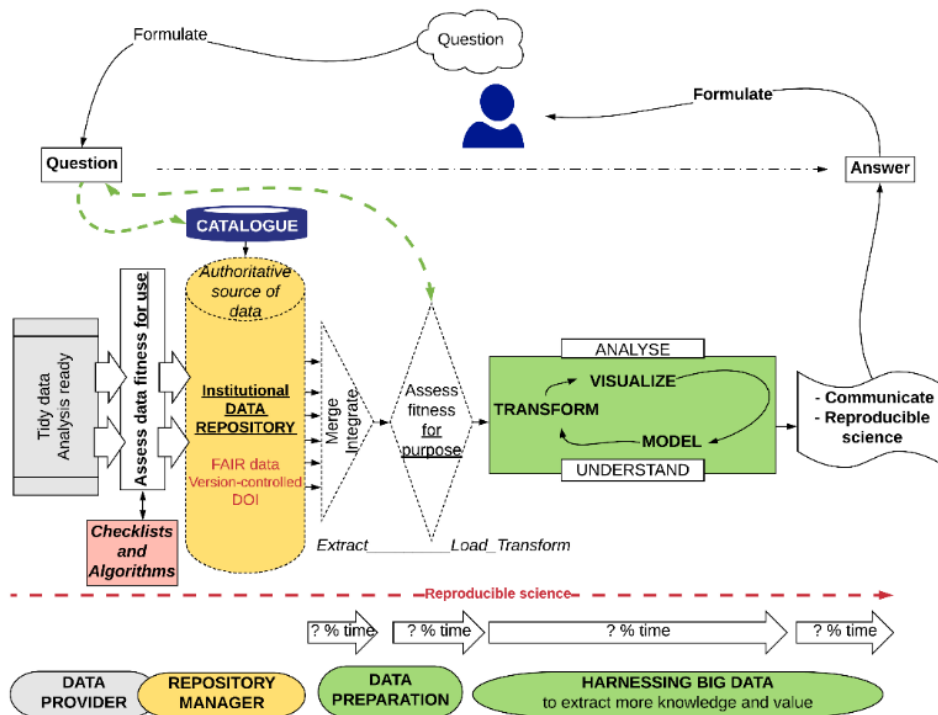 Question
Formulate
Formulate
Question
Answer
CATALOGUE
Authoritative
source of
data
Tidy data
Analysis ready
Assess data fitness for use
Institutional
DATA
REPOSITORY
FAIR data
Version-controlled
DOI
Checklists
and
Algorithms
Merge
Integrate
Assess
fitness
for
purpose
Extract________Load_Transform
ANALYSE
VISUALIZE
TRANSFORM
MODEL
UNDERSTAND
- Communicate
- Reproducible
science
Reproducible science
? % time
? % time
? % time
? % time
DATA
PROVIDER
REPOSITORY
MANAGER
DATA
PREPARATION
HARNESSING BIG DATA
to extract more knowledge and value